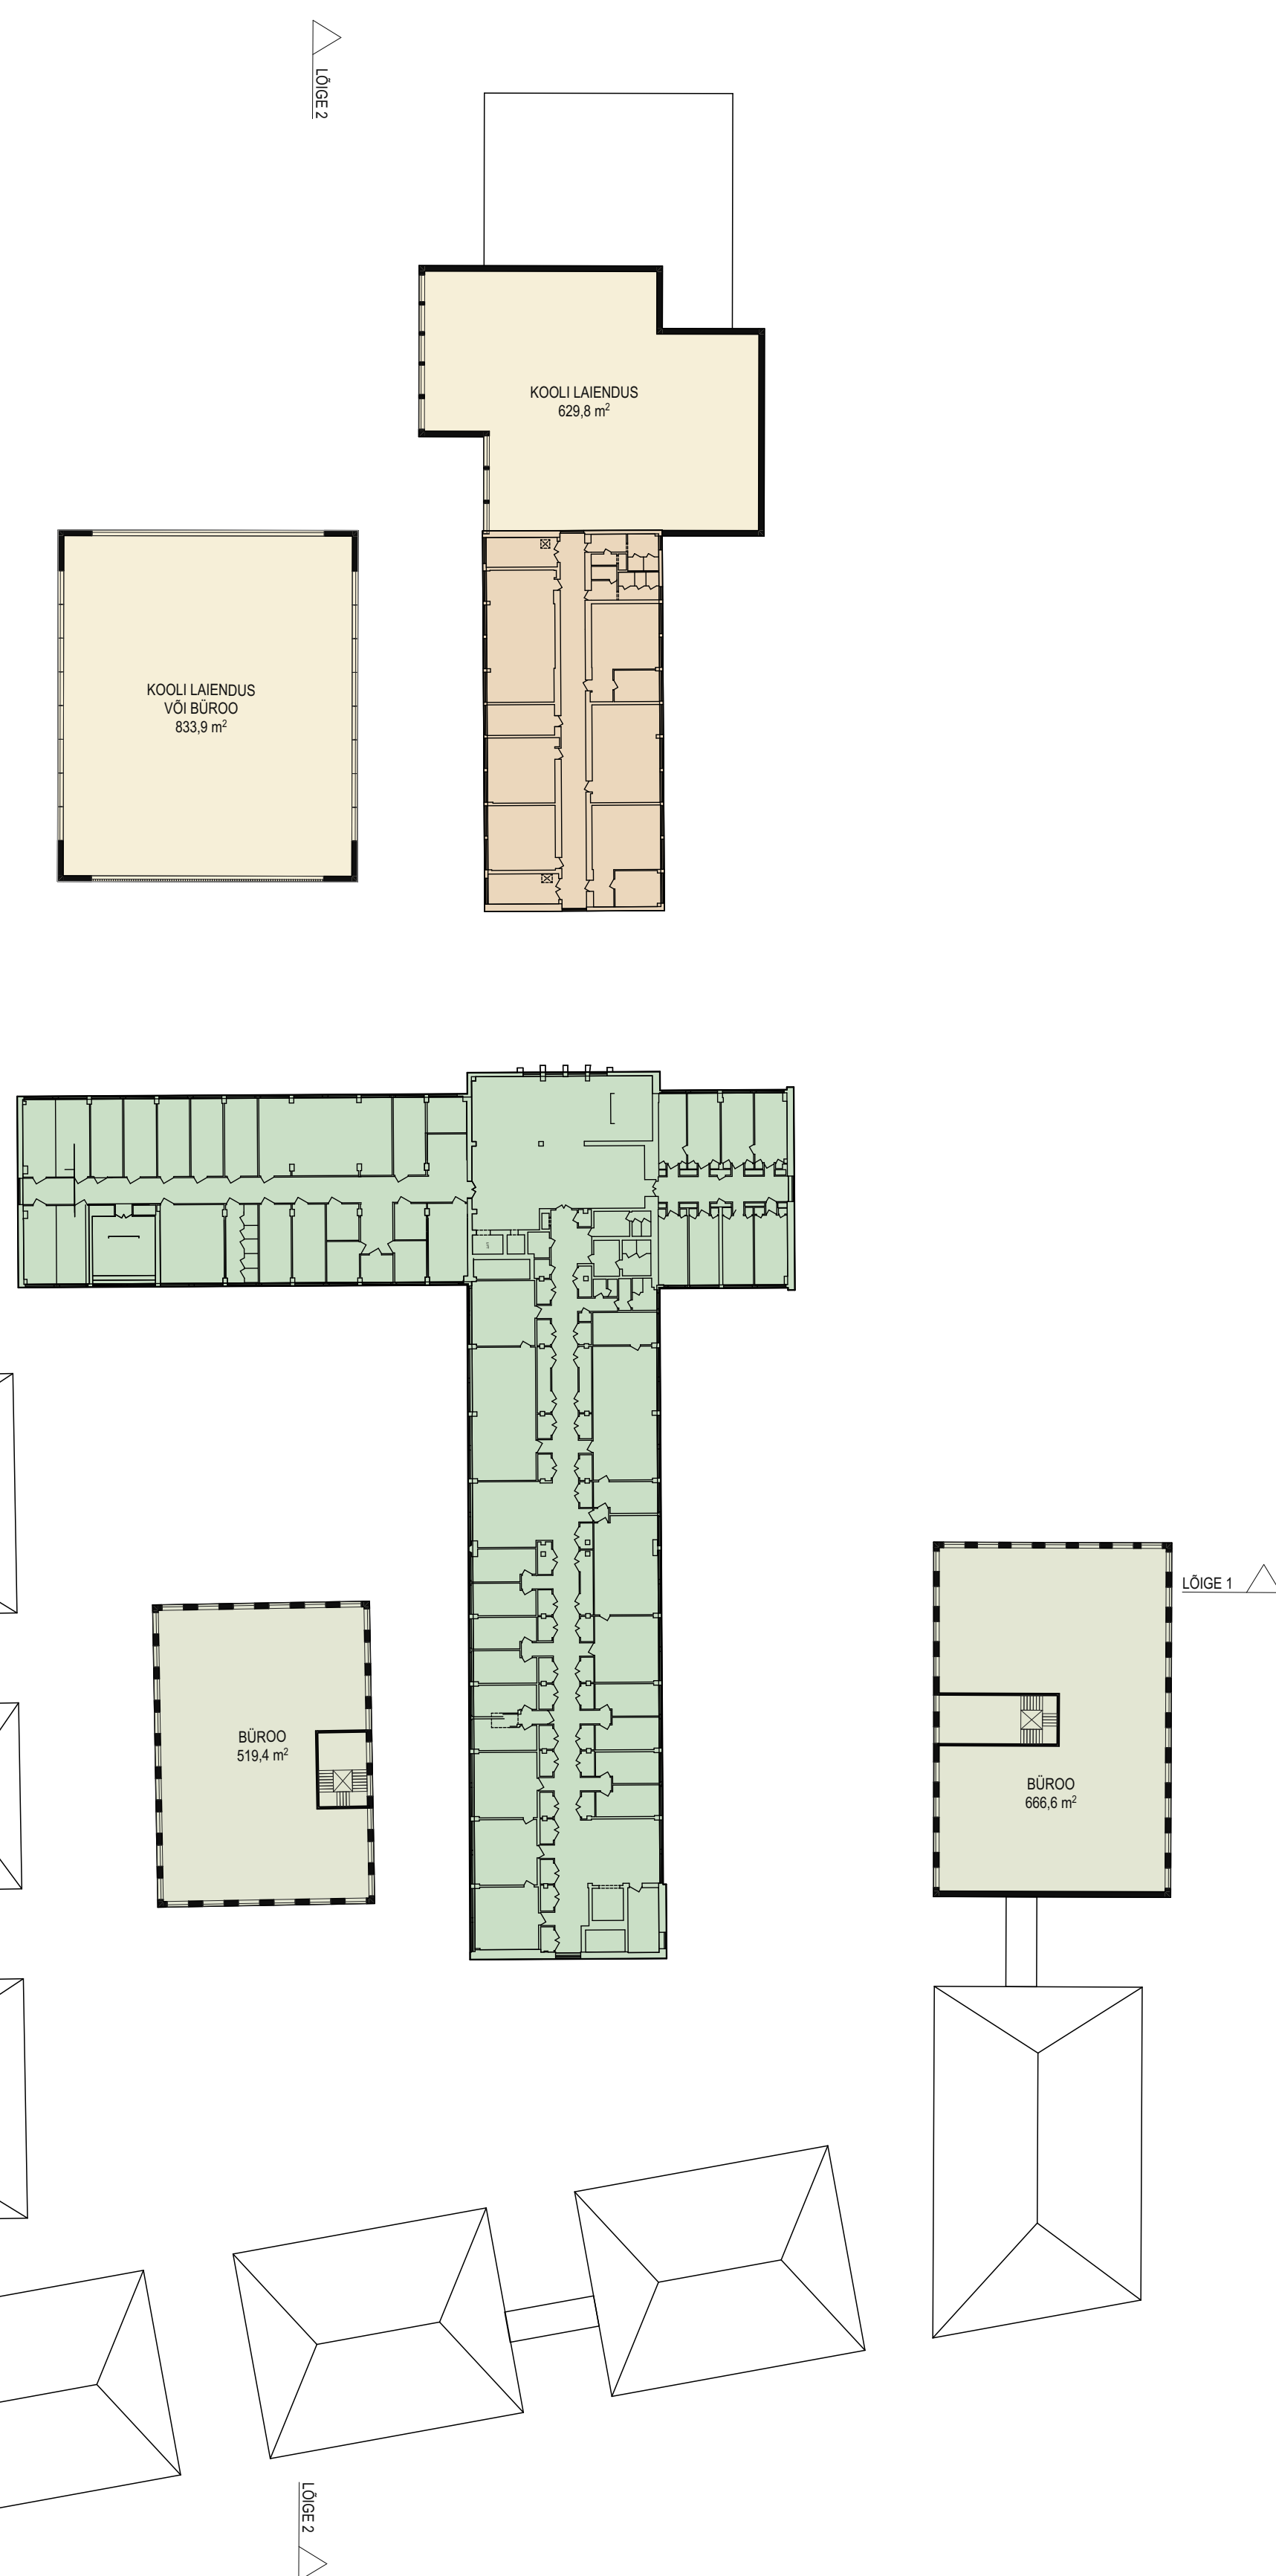 LÕIGE 2
KOOLI LAIENDUS
629,8 m²
KOOLI LAIENDUS
VÕI BÜROO
833,9 m²
LÕIGE 1
BÜROO
519,4 m²
BÜROO
666,6 m²
LÕIGE 2